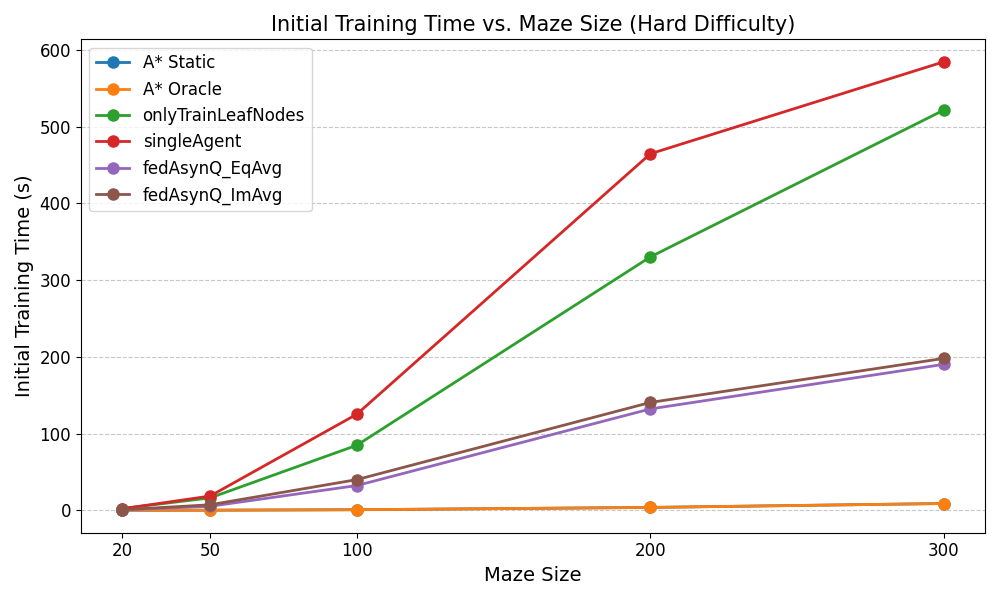 Initial Training Time vs. Maze Size (Hard Difficulty)
600
500
400
300
200
100
0
Initial Training Time (s)
A* Static
A* Oracle
onlyTrainLeafNodes
singleAgent
fedAsynQ_EqAvg
fedAsynQ_ImAvg
20 50 100 200 300
Maze Size